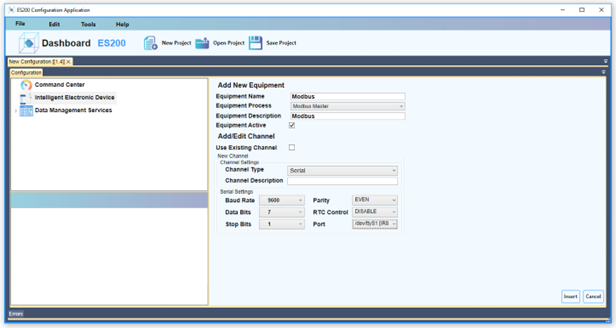 ES200 Configuration Application
File Edit Tools Help
Dashboard ES200 New Project Open Project Save Project
New Configuration [[1.4]] ×
Configuration
Command Center
Intelligent Electronic Device
Data Management Services
Add New Equipment
Equipment Name Modbus
Equipment Process Modbus Master
Equipment Description Modbus
Equipment Active
Add/Edit Channel
Use Existing Channel
New Channel
Channel Settings
Channel Type Serial
Channel Description
Serial Settings
Baud Rate 9600 Parity EVEN
Data Bits 7 RTC Control DISABLE
Stop Bits 1 Port /dev/ttyS1 [IRB
Insert Cancel
Errors